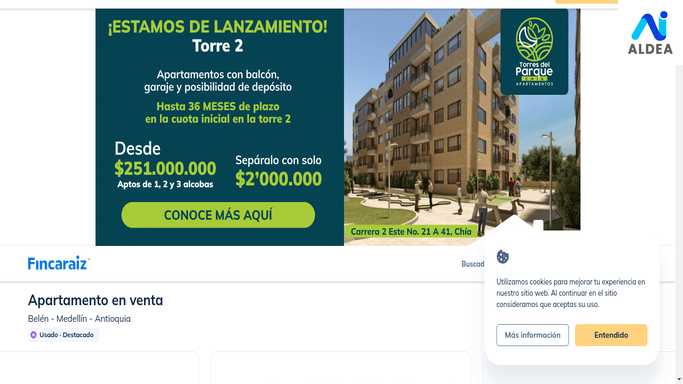 ¡ESTAMOS DE LANZAMIENTO!
Torre 2
Apartamentos con balcón,
garaje y posibilidad de depósito
Hasta 36 MESES de plazo
en la cuota inicial en la torre 2
Desde
$251.000.000
Aptos de 1, 2 y 3 alcobas
Sepáralo con solo
$2'000.000
CONOCE MÁS AQUÍ
Torres del
Parque
CHÍA
APARTAMENTOS
Carrera 2 Este No. 21 A 41, Chía
ALDEA
Fincaraíz
Buscad
Apartamento en venta
Belén - Medellín - Antioquia
Usado · Destacado
Utilizamos cookies para mejorar tu experiencia en
nuestro sitio web. Al continuar en el sitio
consideramos que aceptas su uso.
Más información
Entendido